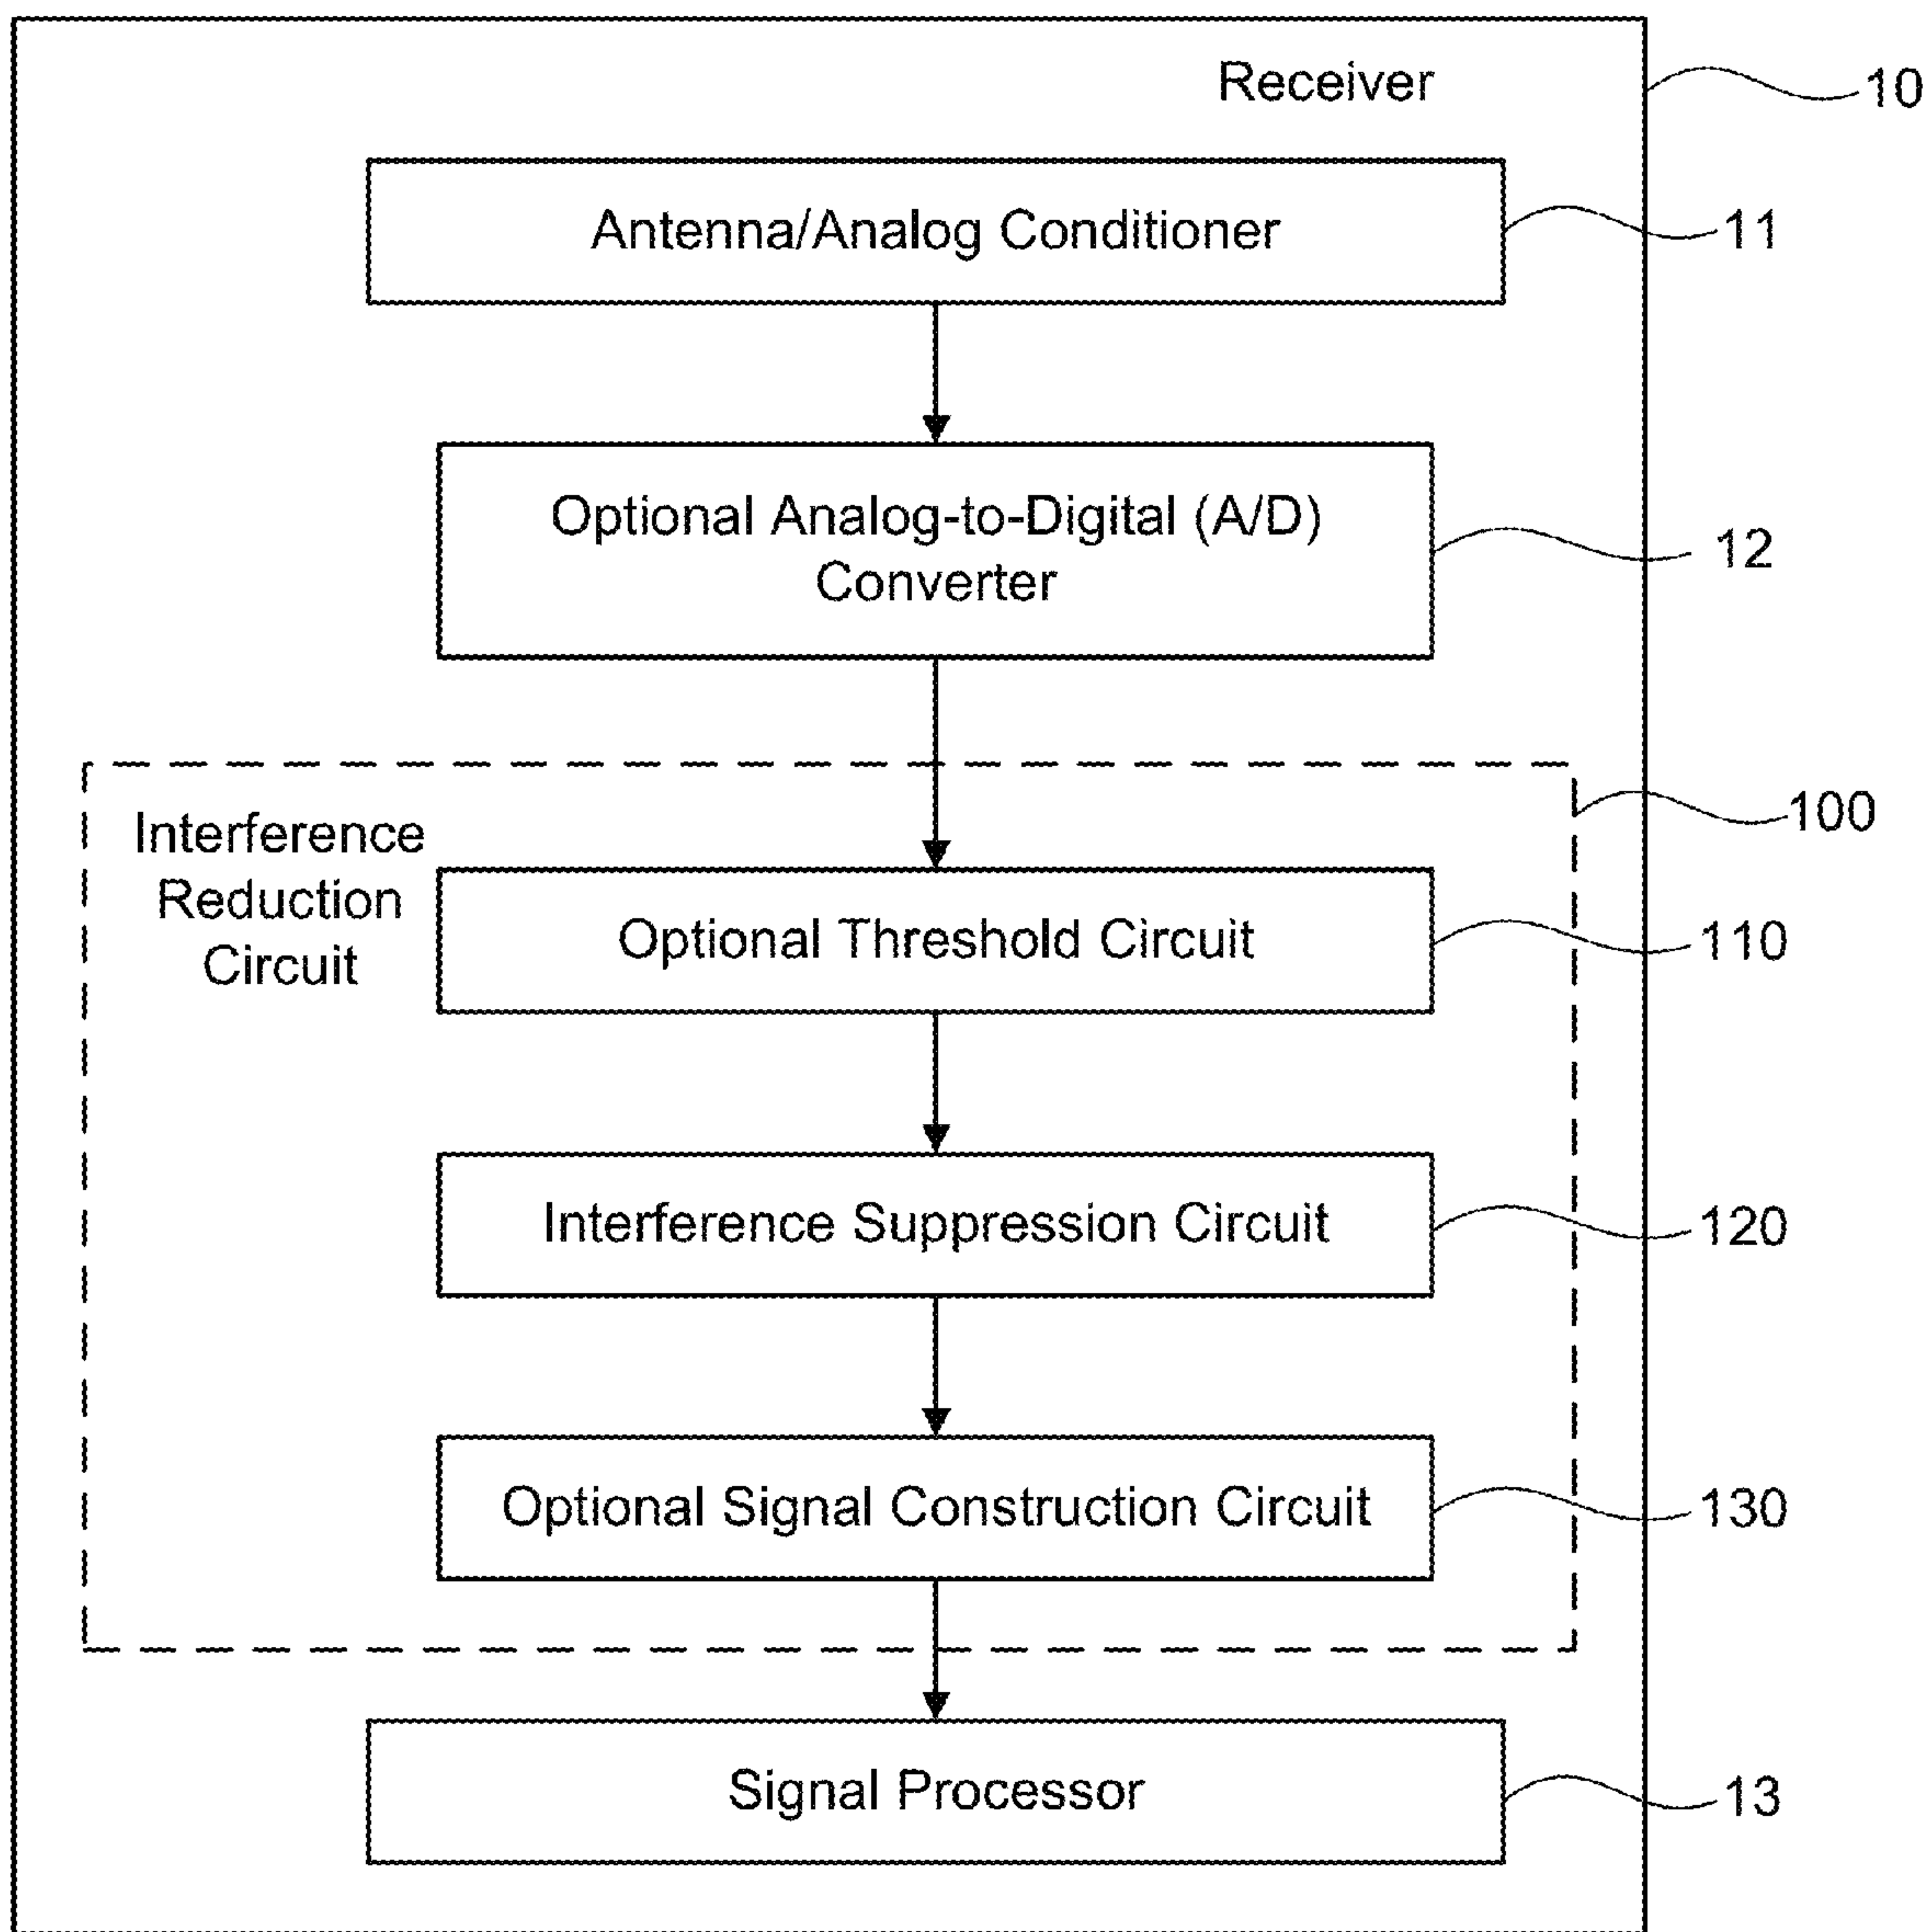 Receiver
10
Antenna/Analog Conditioner
11
Optional Analog-to-Digital (A/D)
Converter
12
Interference
Reduction
Circuit
100
Optional Threshold Circuit
110
Interference Suppression Circuit
120
Optional Signal Construction Circuit
130
Signal Processor
13